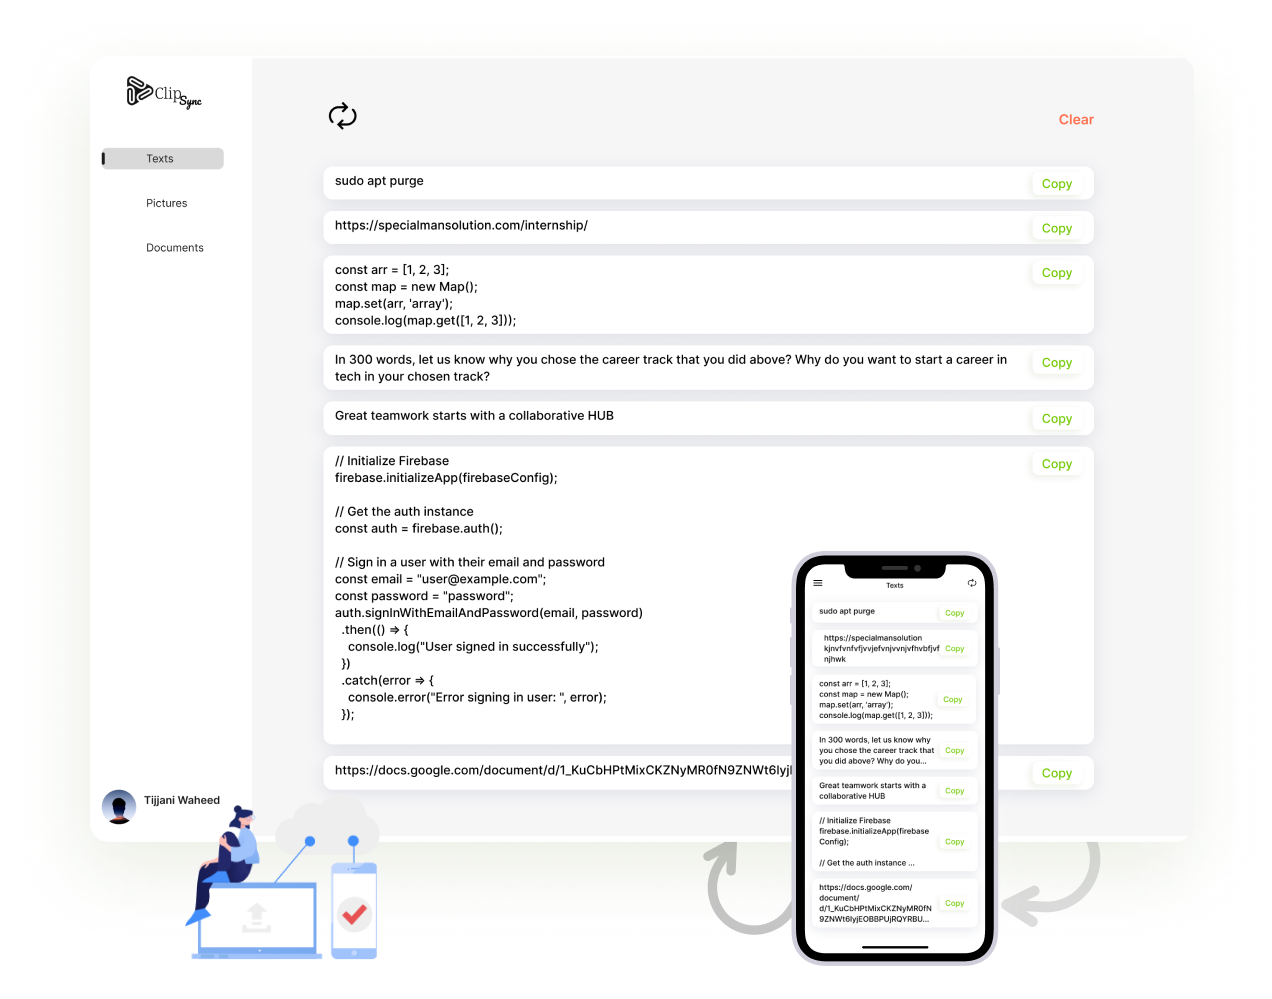 Clip
Sync
Texts
Pictures
Documents
Tijjani Waheed
Clear
sudo apt purge
Copy
https://specialmansolution.com/internship/
Copy
const arr = [1, 2, 3];
const map = new Map();
map.set(arr, 'array');
console.log(map.get([1, 2, 3]));
Copy
In 300 words, let us know why you chose the career track that you did above? Why do you want to start a career in
tech in your chosen track?
Copy
Great teamwork starts with a collaborative HUB
Copy
// Initialize Firebase
firebase.initializeApp(firebaseConfig);
// Get the auth instance
const auth = firebase.auth();
// Sign in a user with their email and password
const email = "user@example.com";
const password = "password";
auth.signInWithEmailAndPassword(email, password)
.then(() => {
console.log("User signed in successfully");
})
.catch(error => {
console.error("Error signing in user: ", error);
});
Copy
https://docs.google.com/document/d/1_KuCbHPtMixCKZNyMR0fN9ZNWt6Iyj
Copy
Texts
sudo apt purge
Copy
https://specialmansolution
kjnvfvnfvfjvvjefvnjvvnjvfhvbfjvf
njhwk
Copy
const arr = [1, 2, 3];
const map = new Map();
map.set(arr, 'array');
console.log(map.get([1, 2, 3]));
Copy
In 300 words, let us know why
you chose the career track that
you did above? Why do you...
Copy
Great teamwork starts with a
collaborative HUB
Copy
// Initialize Firebase
firebase.initializeApp(firebase
Config);
// Get the auth instance ...
Copy
https://docs.google.com/
document/
d/1_KuCbHPtMixCKZNyMR0fN
9ZNWt6IyjEOBBPUjRQYRBU...
Copy